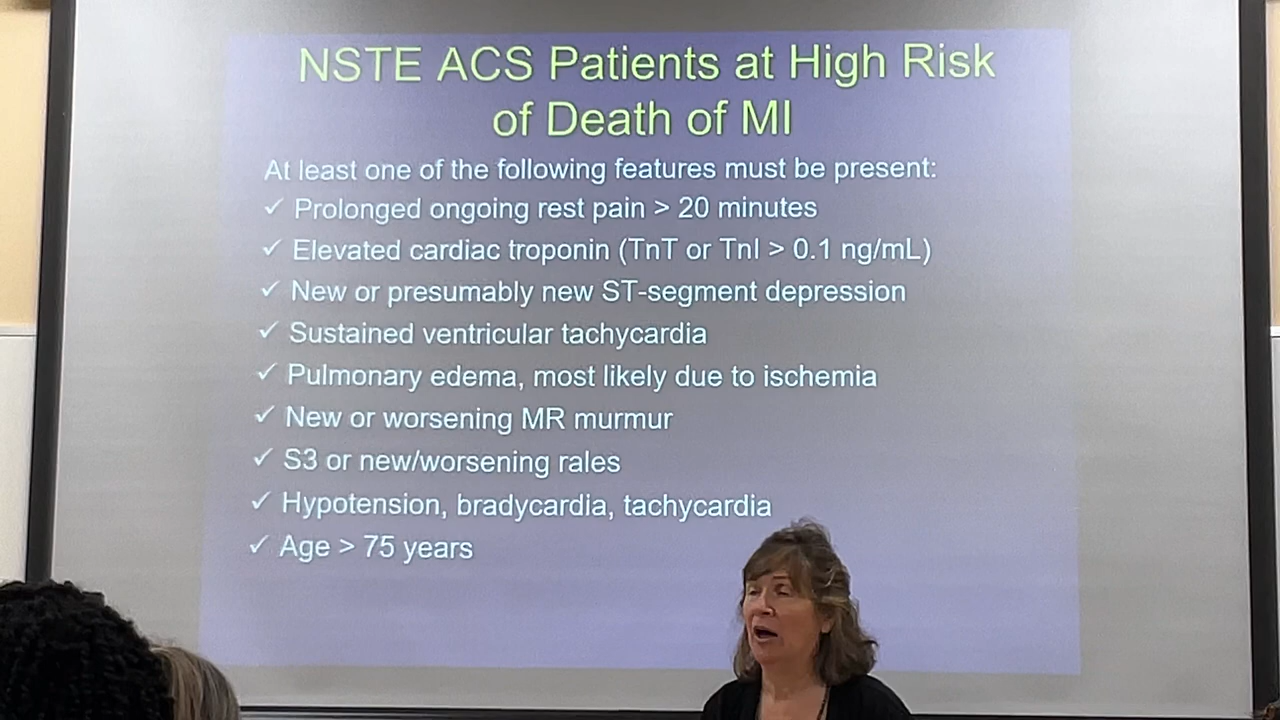 NSTE ACS Patients at High Risk
of Death of MI
At least one of the following features must be present:
✓ Prolonged ongoing rest pain > 20 minutes
✓ Elevated cardiac troponin (TnT or TnI > 0.1 ng/mL)
✓ New or presumably new ST-segment depression
✓ Sustained ventricular tachycardia
✓ Pulmonary edema, most likely due to ischemia
✓ New or worsening MR murmur
✓ S3 or new/worsening rales
✓ Hypotension, bradycardia, tachycardia
✓ Age > 75 years